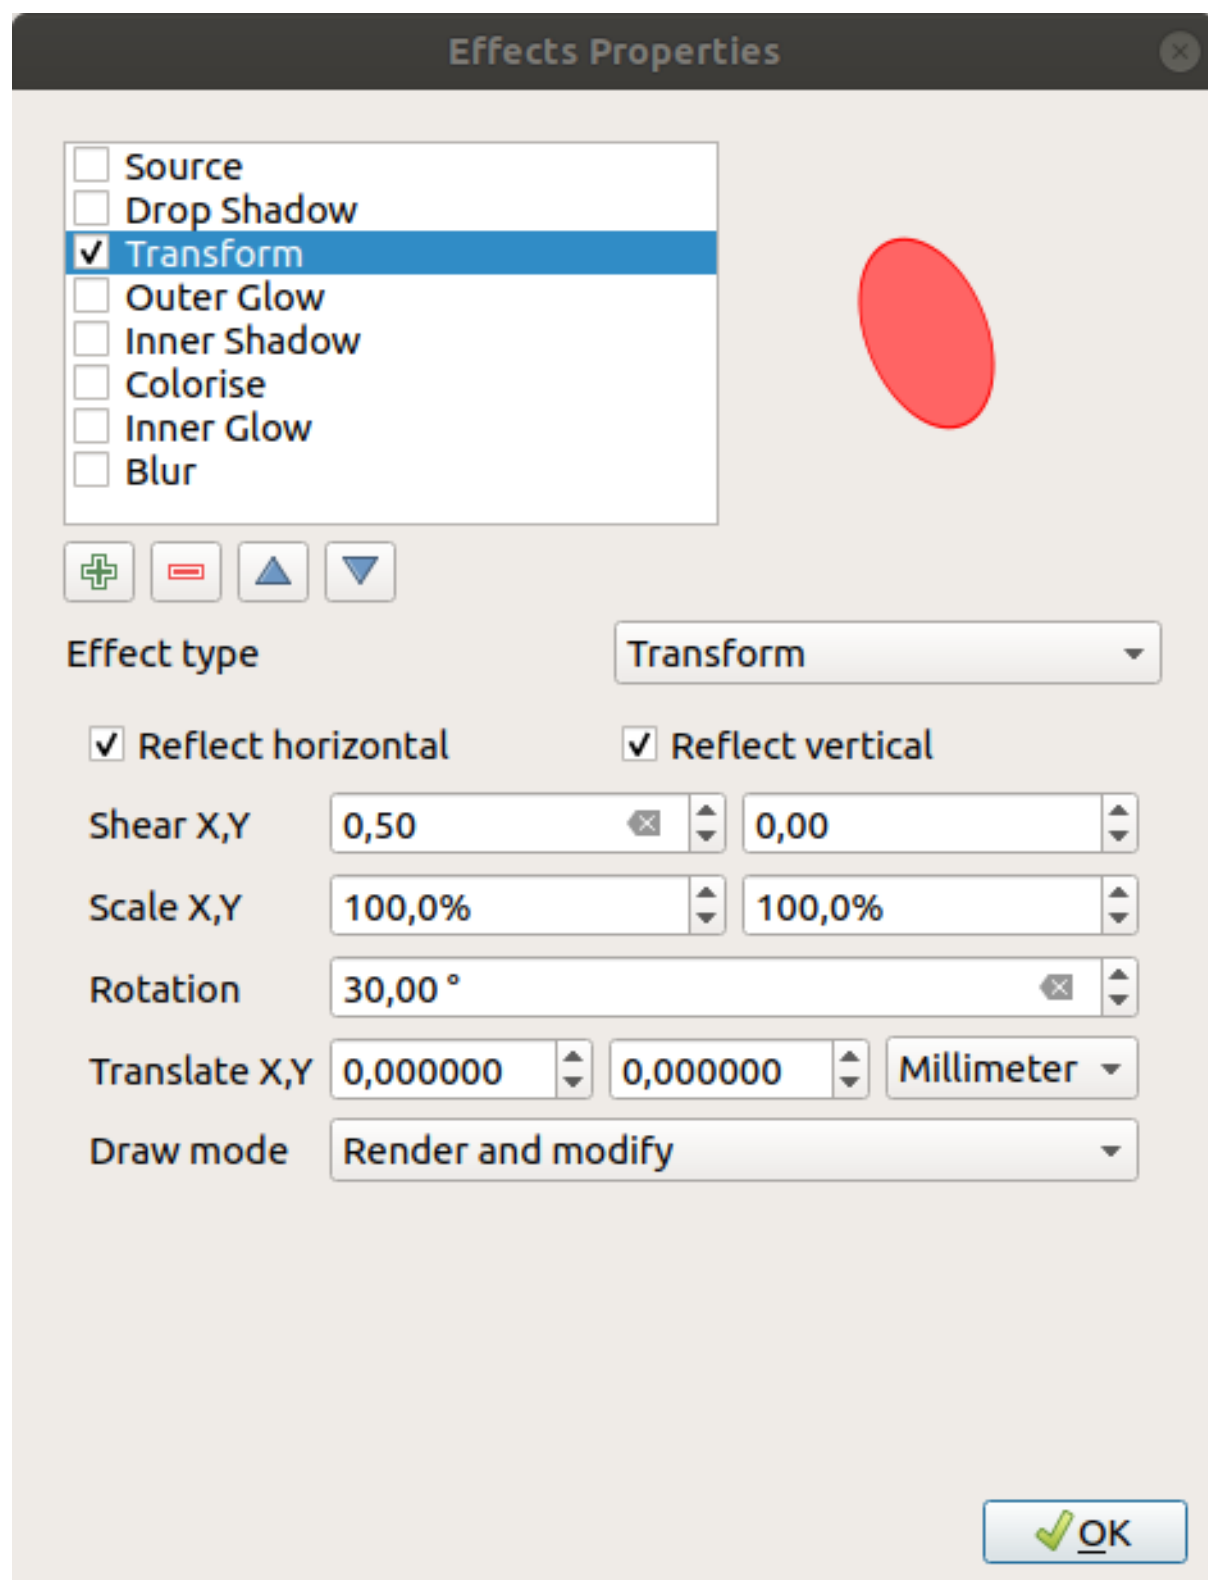 Effects Properties
Source
Drop Shadow
Transform
Outer Glow
Inner Shadow
Colorise
Inner Glow
Blur
Effect type Transform
Reflect horizontal Reflect vertical
Shear X,Y 0,50 0,00
Scale X,Y 100,0% 100,0%
Rotation 30,00 °
Translate X,Y 0,000000 0,000000 Millimeter
Draw mode Render and modify
OK